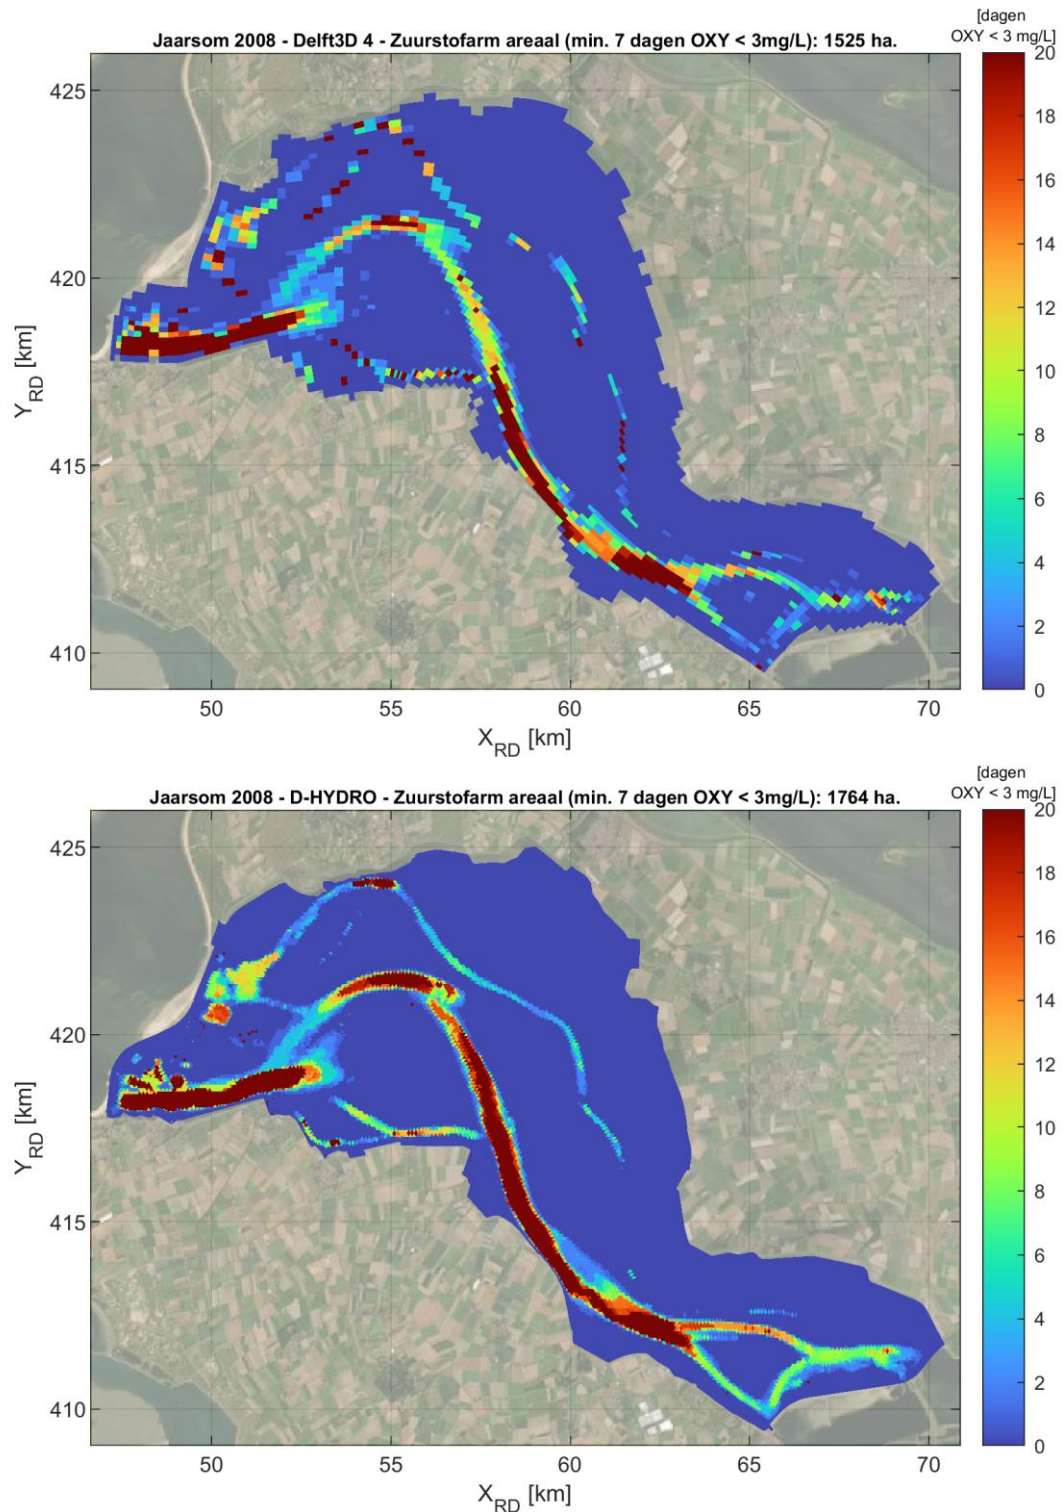 [dagen
OXY < 3 mg/L]
Jaarsom 2008 - Delft3D 4 - Zuurstofarm areaal (min. 7 dagen OXY < 3mg/L): 1525 ha.
425
420
415
410
Y_RD [km]
50 55 60 65 70
X_RD [km]
20
18
16
14
12
10
8
6
4
2
0
[dagen
OXY < 3 mg/L]
Jaarsom 2008 - D-HYDRO - Zuurstofarm areaal (min. 7 dagen OXY < 3mg/L): 1764 ha.
425
420
415
410
Y_RD [km]
50 55 60 65 70
X_RD [km]
20
18
16
14
12
10
8
6
4
2
0